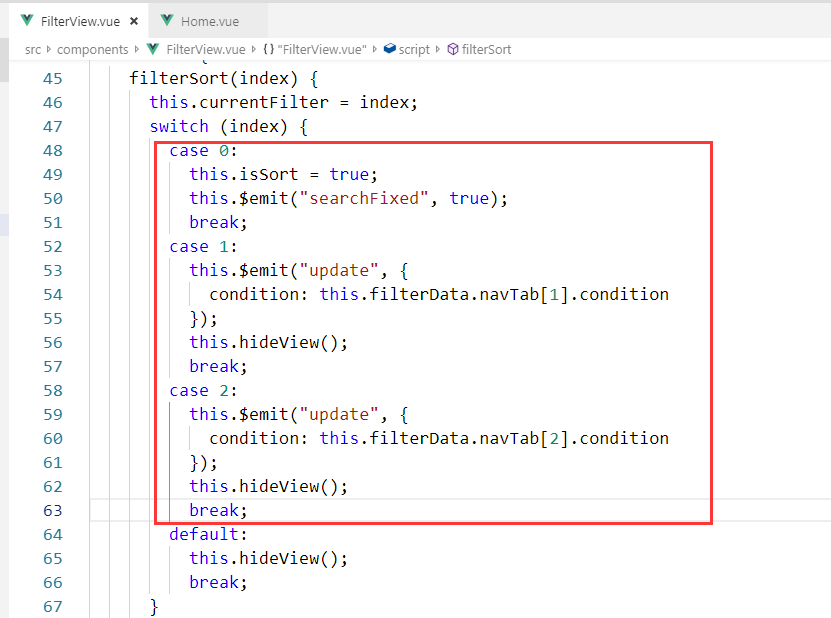 FilterView.vue × Home.vue
src components FilterView.vue {} "FilterView.vue" script filterSort
45 filterSort(index) {
46 this.currentFilter = index;
47 switch (index) {
48 case 0:
49 this.isSort = true;
50 this.$emit("searchFixed", true);
51 break;
52 case 1:
53 this.$emit("update", {
54 condition: this.filterData.navTab[1].condition
55 });
56 this.hideView();
57 break;
58 case 2:
59 this.$emit("update", {
60 condition: this.filterData.navTab[2].condition
61 });
62 this.hideView();
63 break;
64 default:
65 this.hideView();
66 break;
67 }